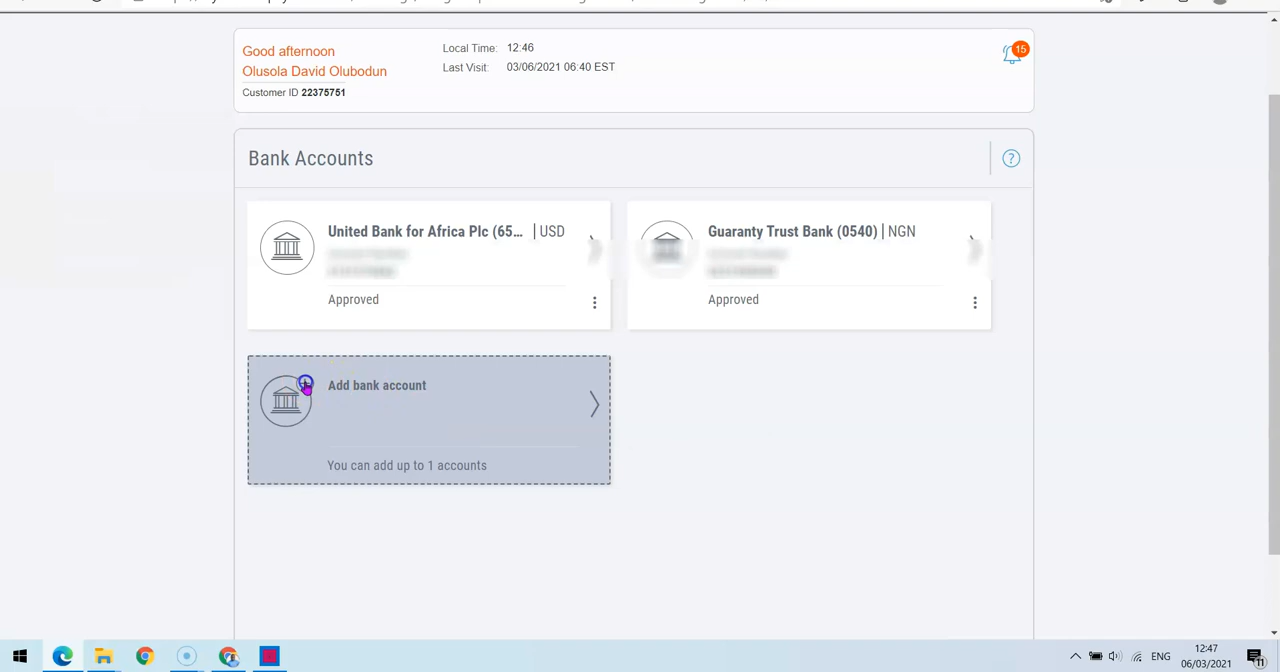 Good afternoon
Olusola David Olubodun
Customer ID 22375751
Local Time: 12:46
Last Visit: 03/06/2021 06:40 EST
15
Bank Accounts
?
United Bank for Africa Plc (65... | USD
Approved
Guaranty Trust Bank (0540) | NGN
Approved
Add bank account
You can add up to 1 accounts
ENG
12:47
06/03/2021
11